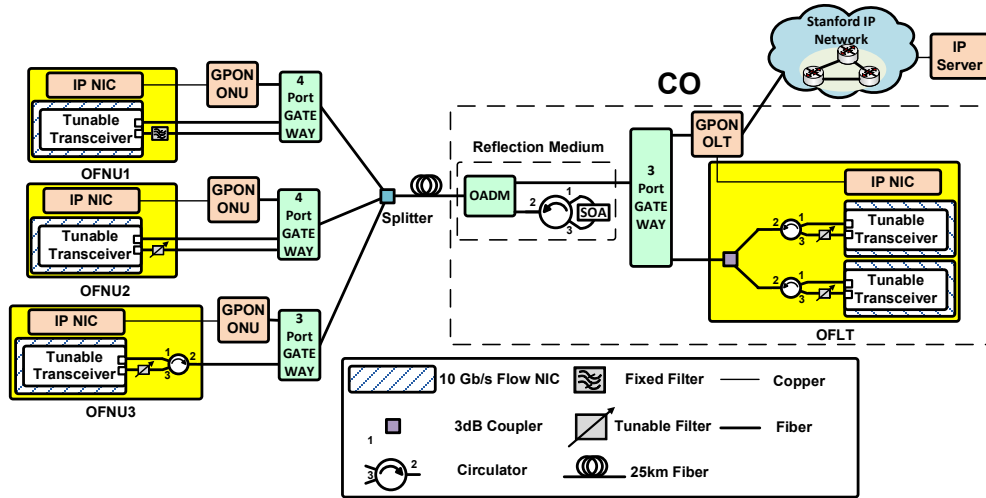 Stanford IP
Network
IP
Server
CO
IP NIC
GPON
ONU
4
Port
GATE
WAY
Tunable
Transceiver
OFNU1
IP NIC
GPON
ONU
4
Port
GATE
WAY
Tunable
Transceiver
OFNU2
IP NIC
GPON
ONU
3
Port
GATE
WAY
Tunable
Transceiver
1
2
3
OFNU3
Splitter
Reflection Medium
OADM
1
2
3
SOA
3
Port
GATE
WAY
GPON
OLT
IP NIC
Tunable
Transceiver
1
2
3
Tunable
Transceiver
1
2
3
OFLT
10 Gb/s Flow NIC
Fixed Filter
Copper
3dB Coupler
Tunable Filter
Fiber
1
2
3
Circulator
25km Fiber